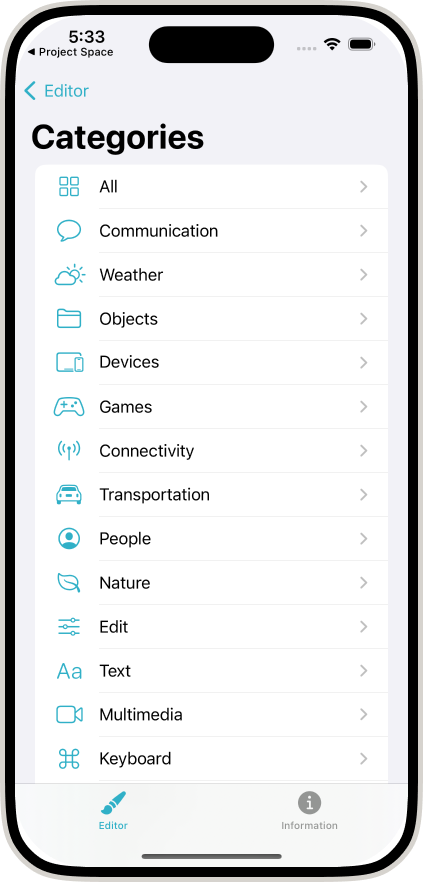 5:33
Project Space
Editor
Categories
All
Communication
Weather
Objects
Devices
Games
Connectivity
Transportation
People
Nature
Edit
Aa Text
Multimedia
Keyboard
Editor
Information